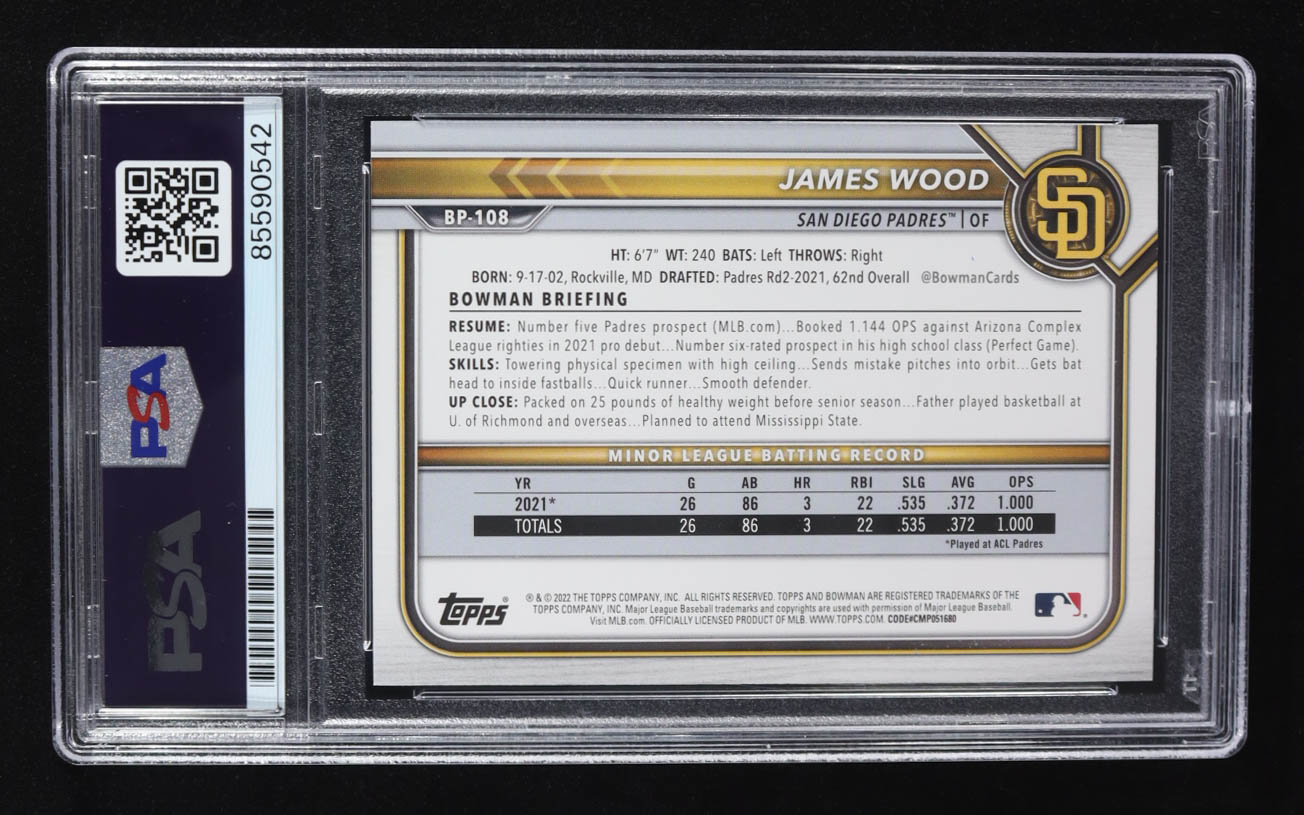 85590542
PSA
PSA
JAMES WOOD
BP-108
SAN DIEGO PADRES™ | OF
SD
HT: 6'7" WT: 240 BATS: Left THROWS: Right
BORN: 9-17-02, Rockville, MD DRAFTED: Padres Rd2-2021, 62nd Overall @BowmanCards
BOWMAN BRIEFING
RESUME: Number five Padres prospect (MLB.com)...Booked 1.144 OPS against Arizona Complex
League righties in 2021 pro debut...Number six-rated prospect in his high school class (Perfect Game).
SKILLS: Towering physical specimen with high ceiling...Sends mistake pitches into orbit...Gets bat
head to inside fastballs...Quick runner...Smooth defender.
UP CLOSE: Packed on 25 pounds of healthy weight before senior season...Father played basketball at
U. of Richmond and overseas...Planned to attend Mississippi State.
MINOR LEAGUE BATTING RECORD
YR G AB HR RBI SLG AVG OPS
2021* 26 86 3 22 .535 .372 1.000
TOTALS 26 86 3 22 .535 .372 1.000
*Played at ACL Padres
topps®
® & © 2022 THE TOPPS COMPANY, INC. ALL RIGHTS RESERVED. TOPPS AND BOWMAN ARE REGISTERED TRADEMARKS OF THE
TOPPS COMPANY, INC. Major League Baseball trademarks and copyrights are used with permission of Major League Baseball.
Visit MLB.com. OFFICIALLY LICENSED PRODUCT OF MLB. WWW.TOPPS.COM. CODE#CMP051680
PSA